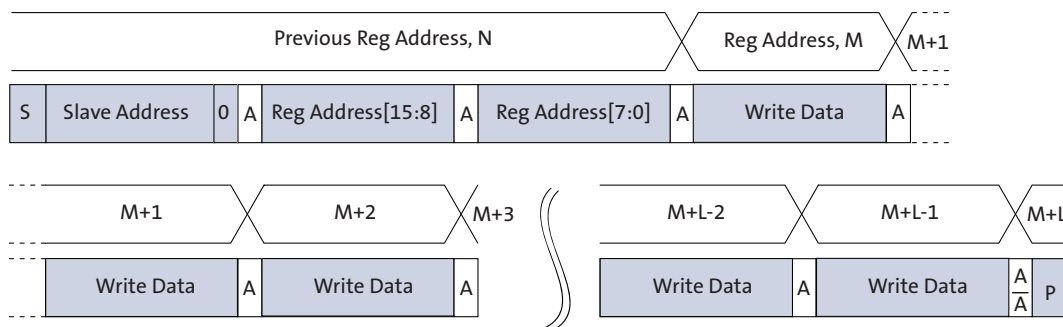 Previous Reg Address, N Reg Address, M M+1
S Slave Address 0 A Reg Address[15:8] A Reg Address[7:0] A Write Data A
M+1 M+2 M+3 M+L-2 M+L-1 M+L
Write Data A Write Data A Write Data A Write Data A/A̅ P